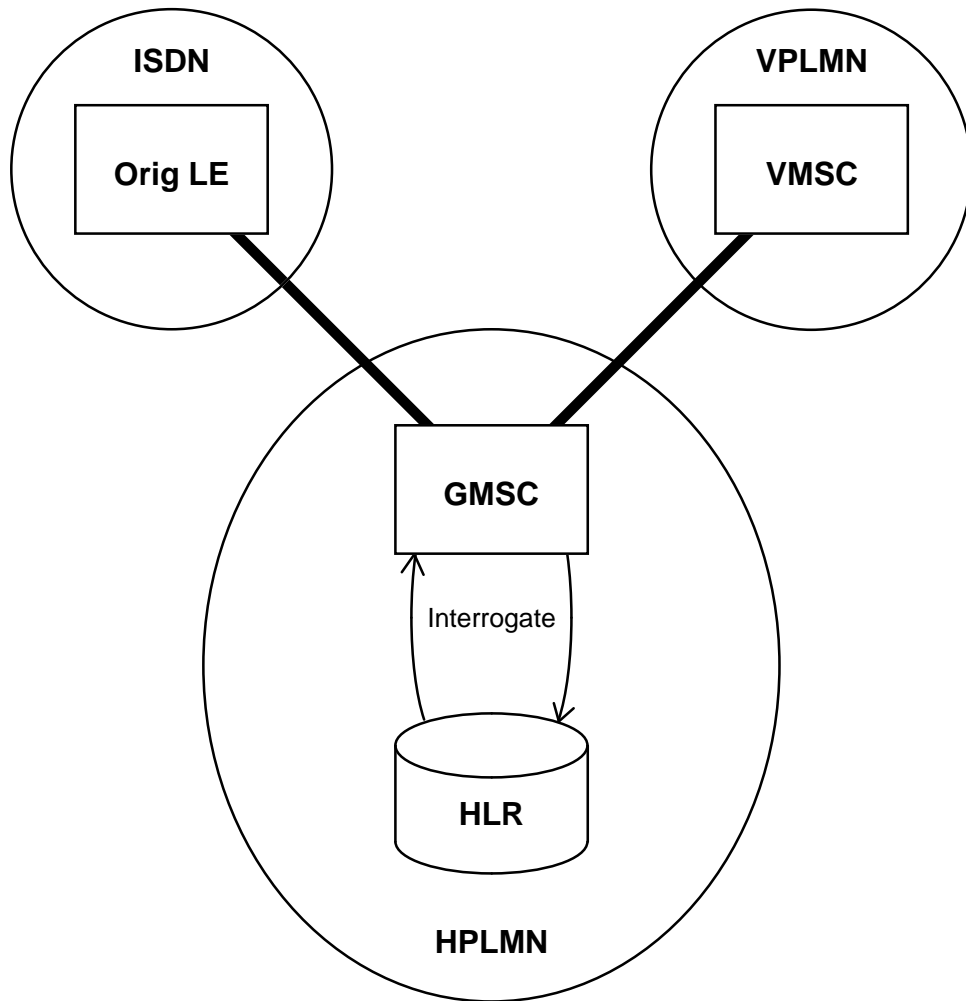 ISDN
VPLMN
Orig LE
VMSC
GMSC
Interrogate
HLR
HPLMN